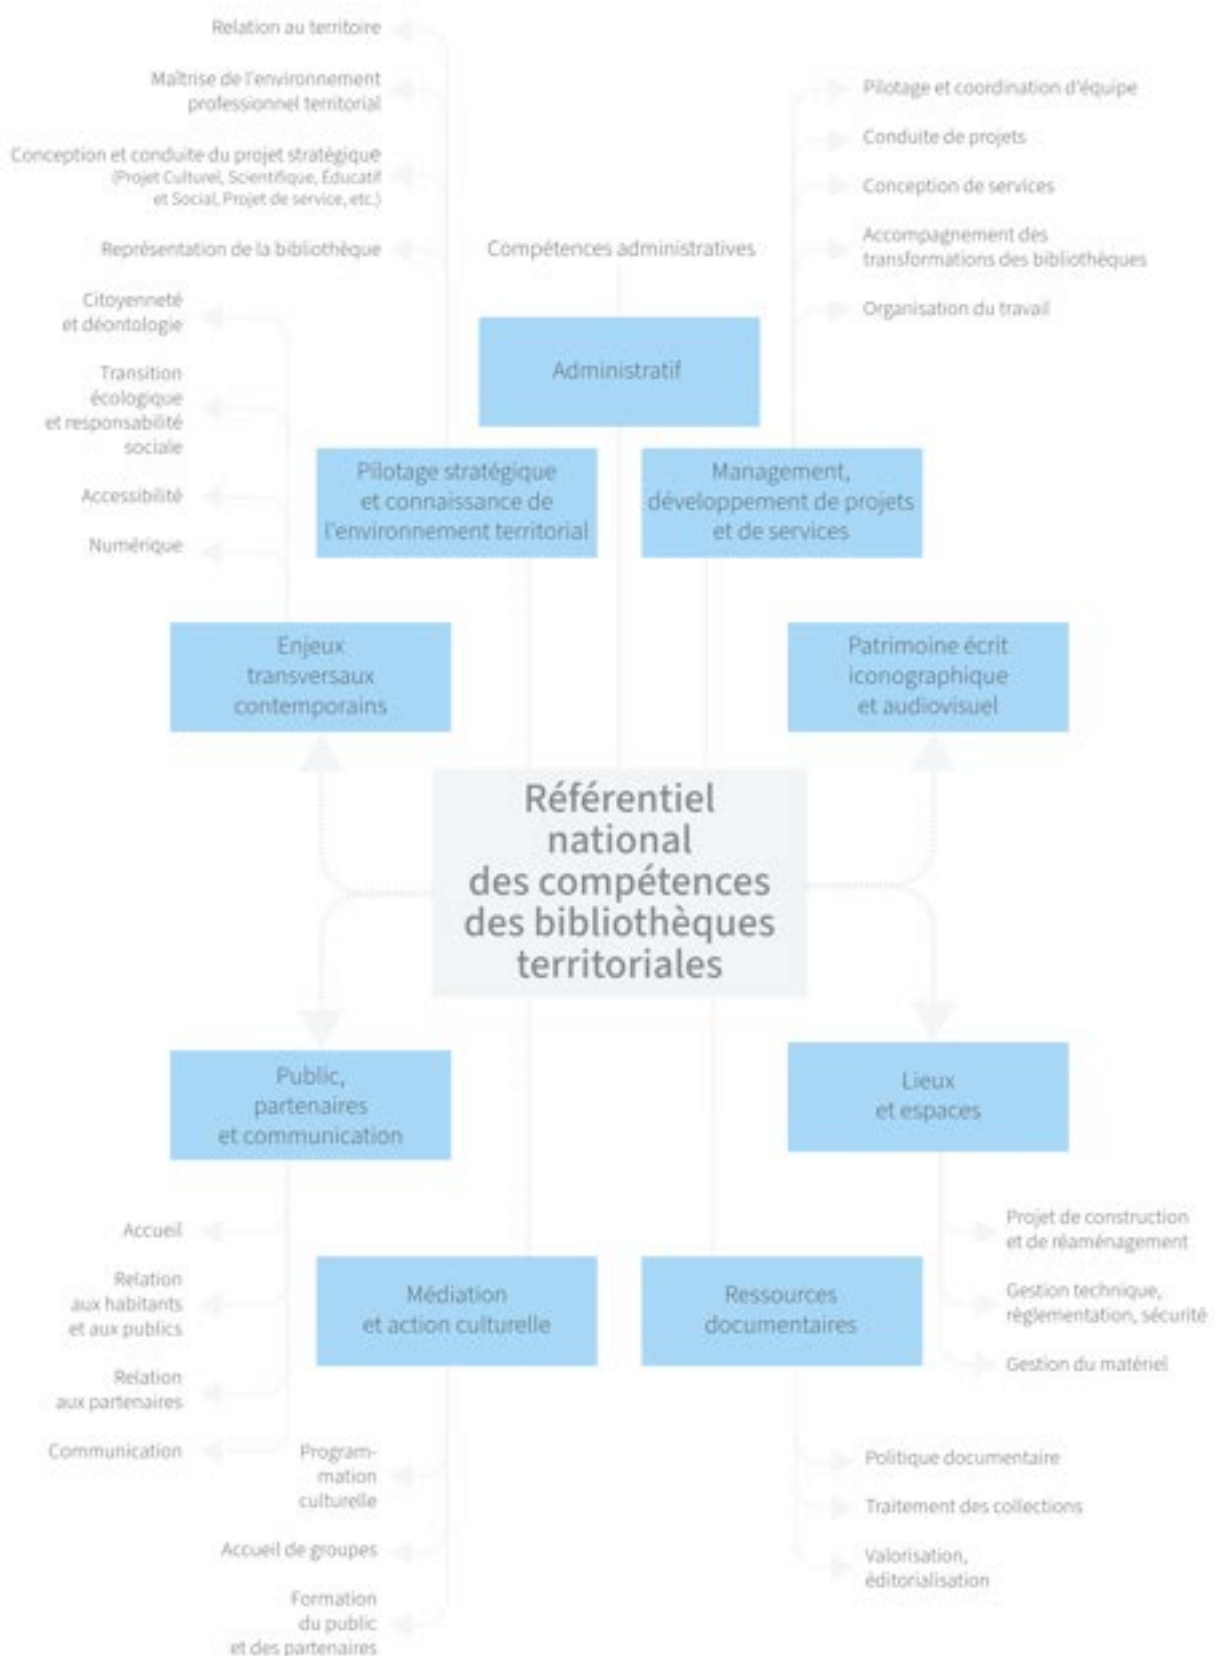 Relation au territoire
Maîtrise de l'environnement
professionnel territorial
Conception et conduite du projet stratégique
(Projet Culturel, Scientifique, Éducatif
et Social, Projet de service, etc.)
Représentation de la bibliothèque
Citoyenneté
et déontologie
Transition
écologique
et responsabilité
sociale
Accessibilité
Numérique
Compétences administratives
Pilotage et coordination d'équipe
Conduite de projets
Conception de services
Accompagnement des
transformations des bibliothèques
Organisation du travail
Administratif
Pilotage stratégique
et connaissance de
l'environnement territorial
Management,
développement de projets
et de services
Enjeux
transversaux
contemporains
Patrimoine écrit
iconographique
et audiovisuel
Référentiel
national
des compétences
des bibliothèques
territoriales
Public,
partenaires
et communication
Lieux
et espaces
Accueil
Relation
aux habitants
et aux publics
Relation
aux partenaires
Communication
Médiation
et action culturelle
Ressources
documentaires
Projet de construction
et de réaménagement
Gestion technique,
règlementation, sécurité
Gestion du matériel
Program-
mation
culturelle
Accueil de groupes
Formation
du public
et des partenaires
Politique documentaire
Traitement des collections
Valorisation,
éditorialisation